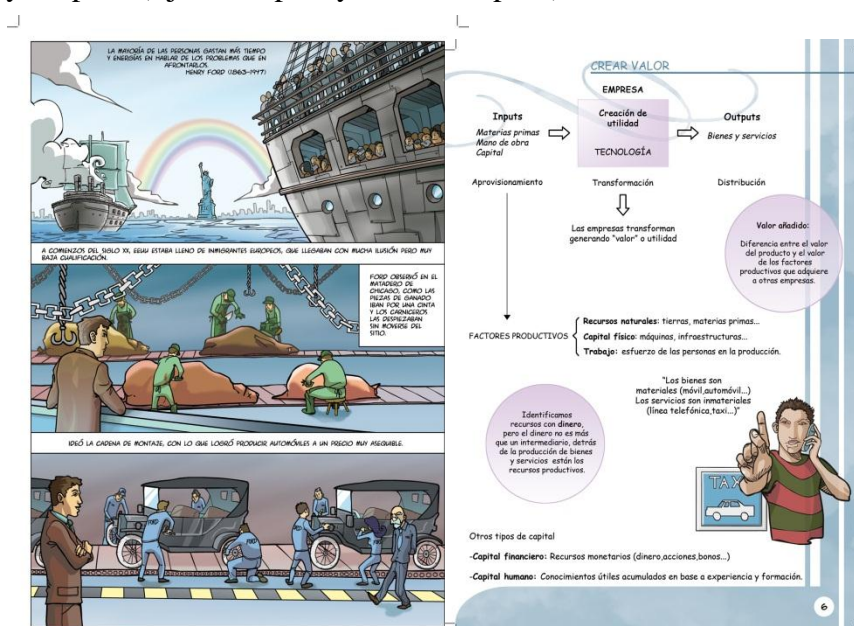 LA MAYORÍA DE LAS PERSONAS GASTAN MÁS TIEMPO
Y ENERGÍAS EN HABLAR DE LOS PROBLEMAS QUE EN
AFRONTARLOS.
HENRY FORD (1863-1947)
A COMIENZOS DEL SIGLO XX, EEUU ESTABA LLENO DE INMIGRANTES EUROPEOS, QUE LLEGABAN CON MUCHA ILUSIÓN PERO MUY
BAJA CUALIFICACIÓN.
FORD OBSERVÓ EN EL
MATADERO DE
CHICAGO, COMO LAS
PIEZAS DE GANADO
IBAN POR UNA CINTA
Y LOS CARNICEROS
LAS DESPIEZABAN
SIN MOVERSE DEL
SITIO.
IDEÓ LA CADENA DE MONTAJE, CON LO QUE LOGRÓ PRODUCIR AUTOMÓVILES A UN PRECIO MUY ASEQUIBLE.
FORD
FORD
CREAR VALOR
EMPRESA
Inputs
Materias primas
Mano de obra
Capital
Creación de
utilidad
TECNOLOGÍA
Outputs
Bienes y servicios
Aprovisionamiento
Transformación
Distribución
Las empresas transforman
generando "valor" o utilidad
Valor añadido:
Diferencia entre el valor
del producto y el valor
de los factores
productivos que adquiere
a otras empresas.
FACTORES PRODUCTIVOS
Recursos naturales: tierras, materias primas...
Capital físico: máquinas, infraestructuras...
Trabajo: esfuerzo de las personas en la producción.
"Los bienes son
materiales (móvil,automóvil...)
Los servicios son inmateriales
(línea telefónica,taxi...)"
Identificamos
recursos con dinero,
pero el dinero no es más
que un intermediario, detrás
de la producción de bienes
y servicios están los
recursos productivos.
TAXI
Otros tipos de capital
-Capital financiero: Recursos monetarios (dinero,acciones,bonos...)
-Capital humano: Conocimientos útiles acumulados en base a experiencia y formación.
6